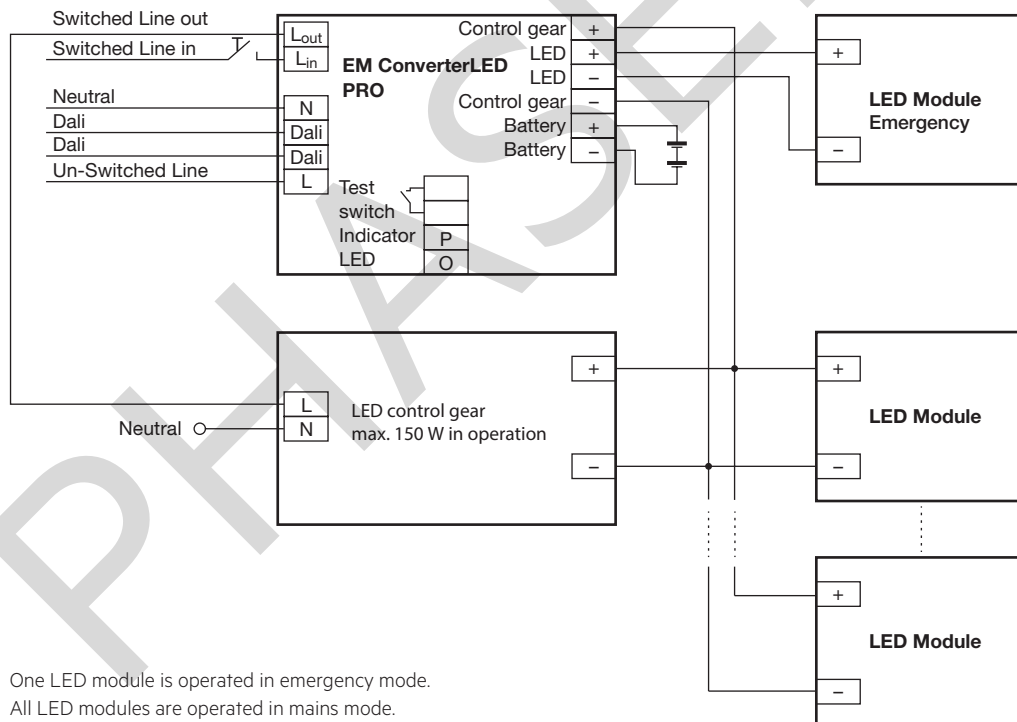 Switched Line out
Switched Line in
Neutral
Dali
Dali
Un-Switched Line
Lout
Lin
N
Dali
Dali
L
EM ConverterLED
PRO
Control gear +
LED +
LED –
Control gear –
Battery +
Battery –
Test
switch
Indicator P
LED O
+
–
LED Module
Emergency
L
N
Neutral
LED control gear
max. 150 W in operation
+
–
+
–
LED Module
+
–
LED Module
One LED module is operated in emergency mode.
All LED modules are operated in mains mode.
PHASE